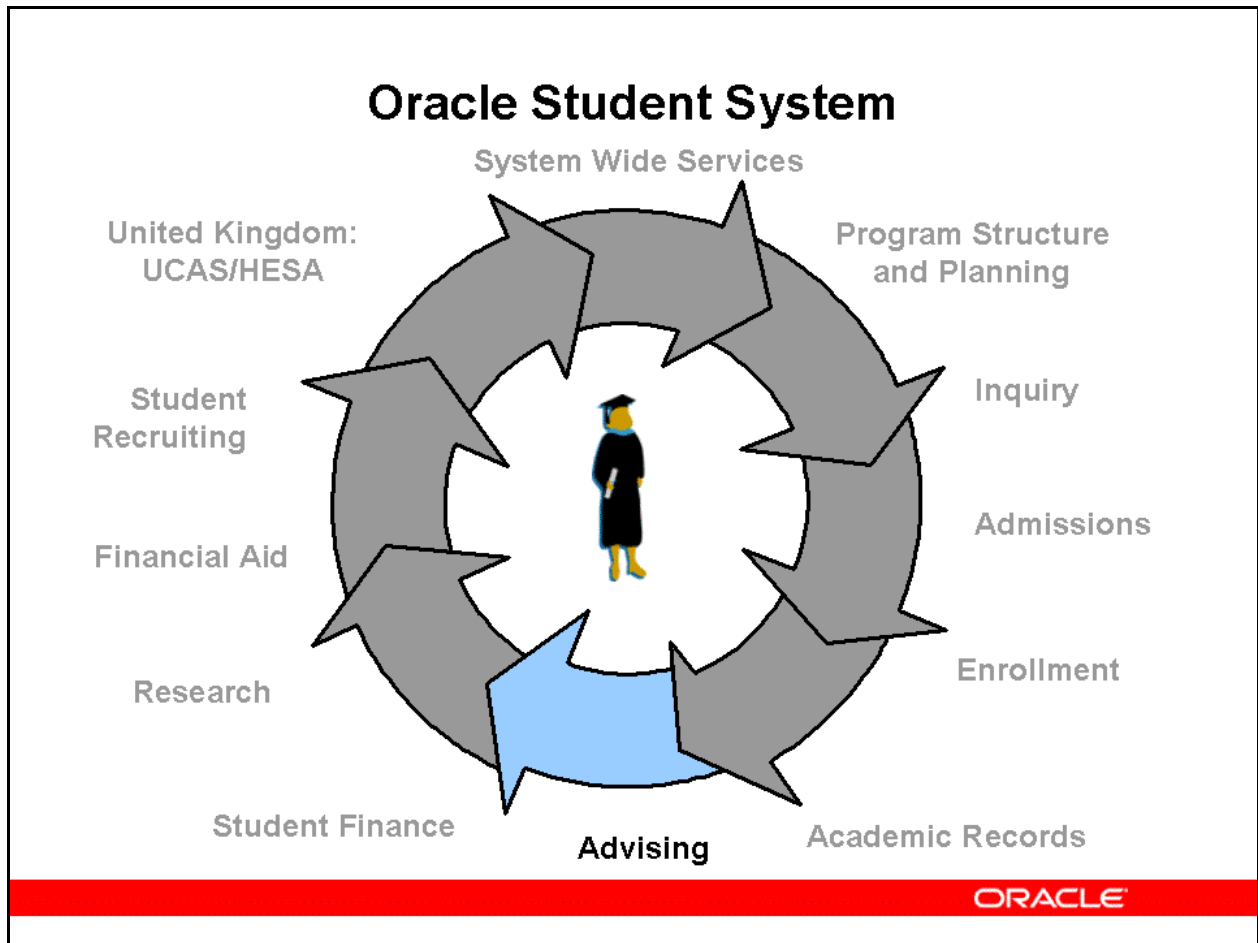 Oracle Student System
System Wide Services
United Kingdom:
UCAS/HESA
Program Structure
and Planning
Student
Recruiting
Inquiry
Financial Aid
Admissions
Research
Enrollment
Student Finance
Advising
Academic Records
ORACLE